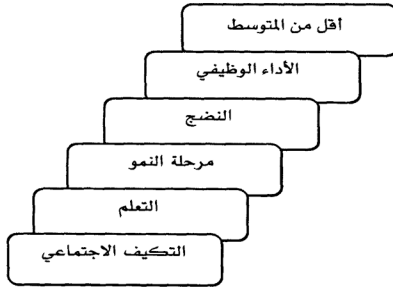 أقل من المتوسط
الأداء الوظيفي
النضج
مرحلة النمو
التعلم
التكيف الاجتماعي